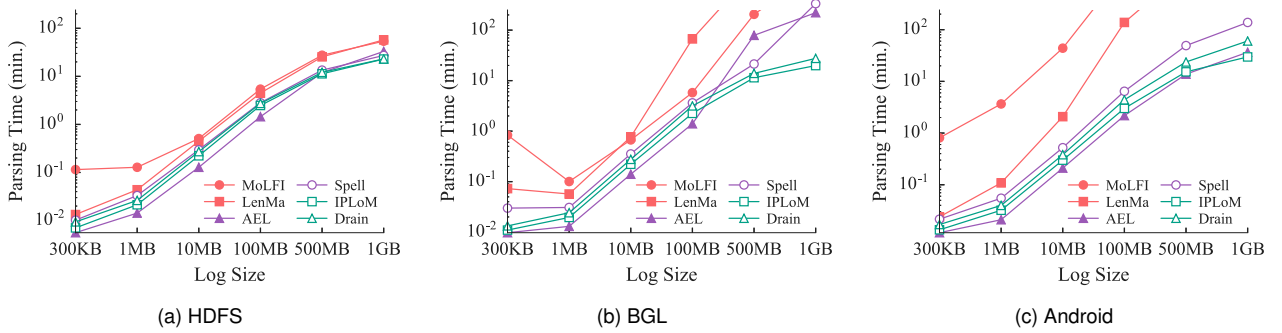 Parsing Time (min.)
10^2
10^1
10^0
10^-1
10^-2
MoLFI
LenMa
AEL
Spell
IPLoM
Drain
300KB 1MB 10MB 100MB 500MB 1GB
Log Size
(a) HDFS
Parsing Time (min.)
10^2
10^1
10^0
10^-1
10^-2
MoLFI
LenMa
AEL
Spell
IPLoM
Drain
300KB 1MB 10MB 100MB 500MB 1GB
Log Size
(b) BGL
Parsing Time (min.)
10^2
10^1
10^0
10^-1
MoLFI
LenMa
AEL
Spell
IPLoM
Drain
300KB 1MB 10MB 100MB 500MB 1GB
Log Size
(c) Android